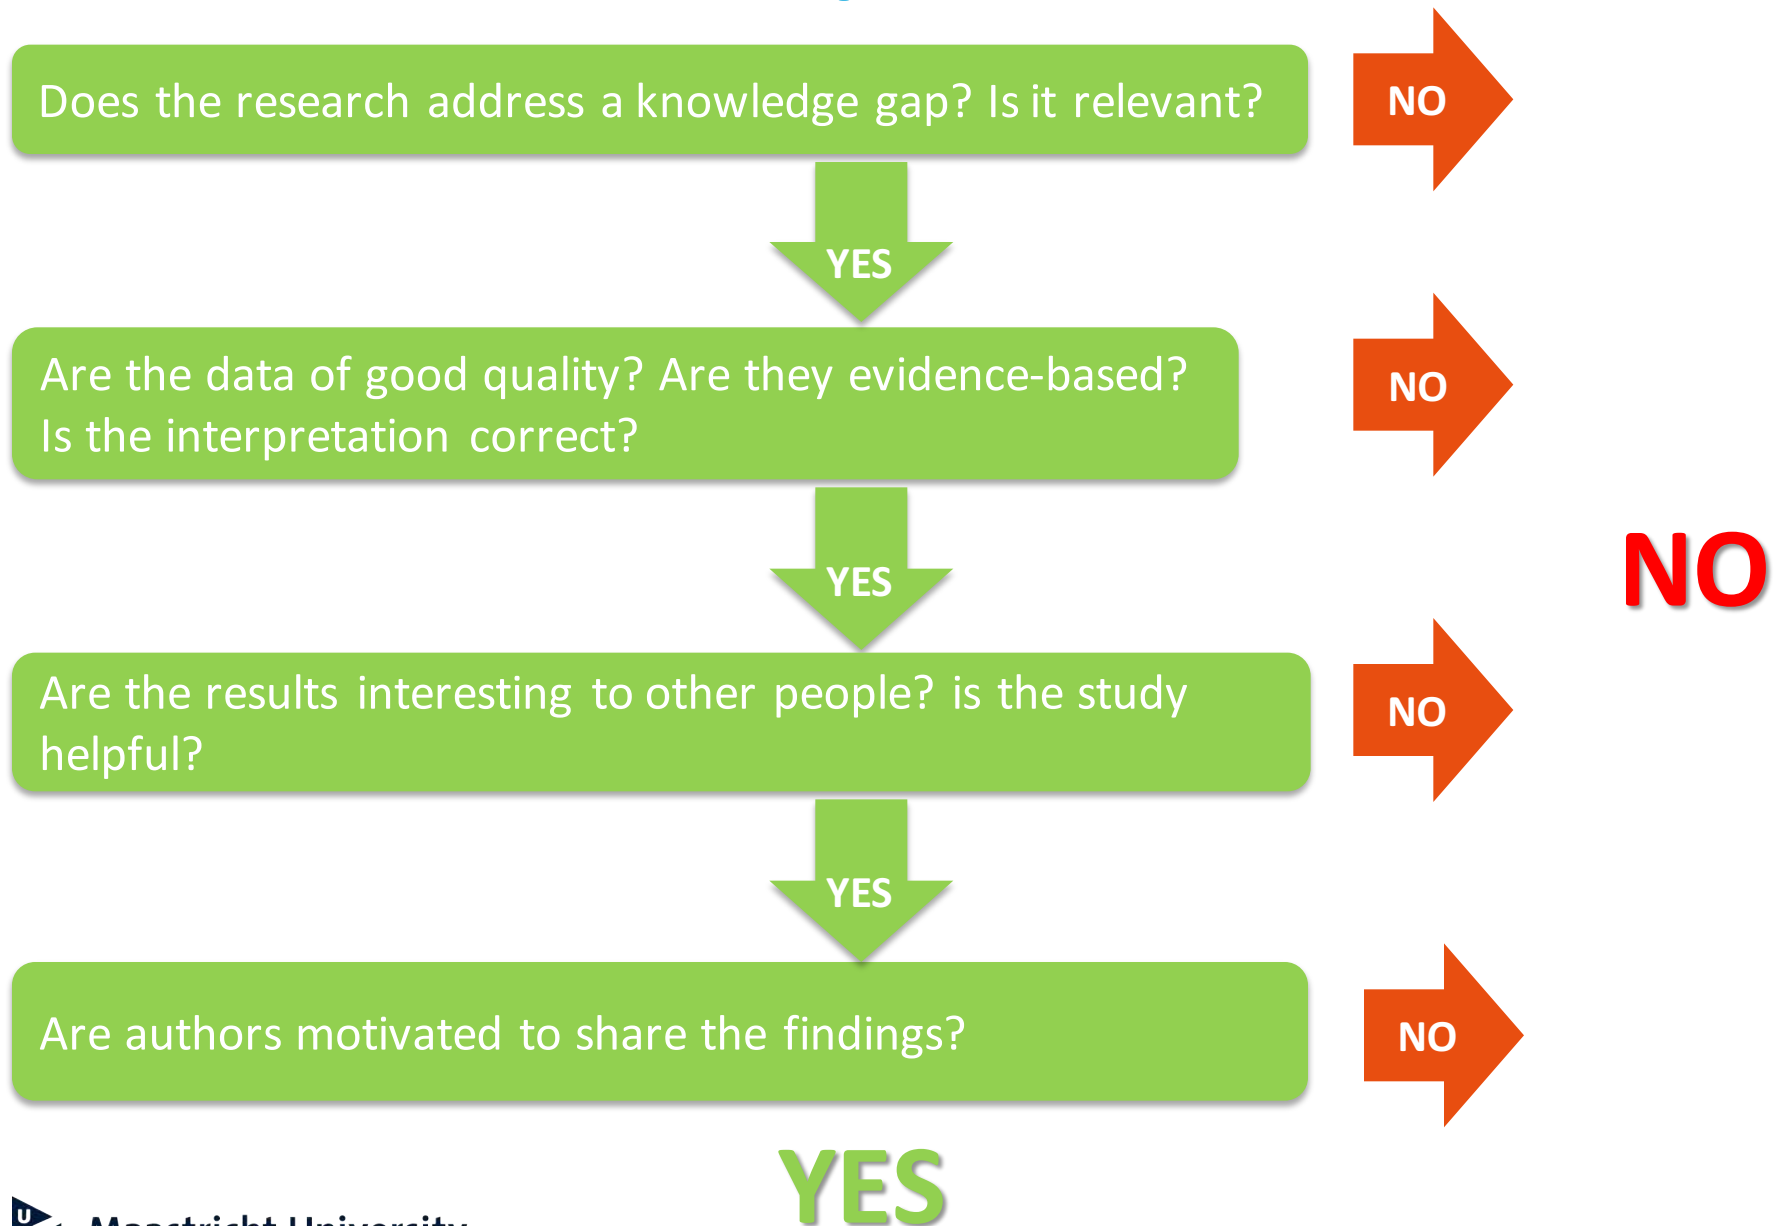 Does the research address a knowledge gap? Is it relevant?
NO
YES
Are the data of good quality? Are they evidence-based?
Is the interpretation correct?
NO
YES
NO
Are the results interesting to other people? is the study
helpful?
NO
YES
Are authors motivated to share the findings?
NO
YES
U
Maastricht University